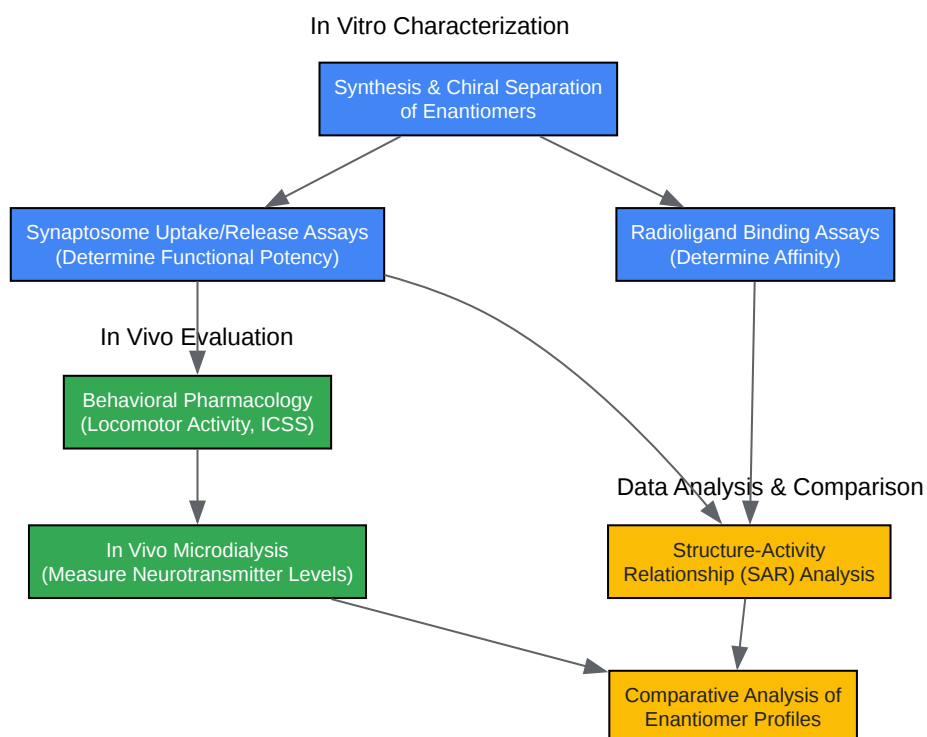 In Vitro Characterization
Synthesis & Chiral Separation
of Enantiomers
Synaptosome Uptake/Release Assays
(Determine Functional Potency)
Radioligand Binding Assays
(Determine Affinity)
In Vivo Evaluation
Behavioral Pharmacology
(Locomotor Activity, ICSS)
Data Analysis & Comparison
In Vivo Microdialysis
(Measure Neurotransmitter Levels)
Structure-Activity
Relationship (SAR) Analysis
Comparative Analysis of
Enantiomer Profiles